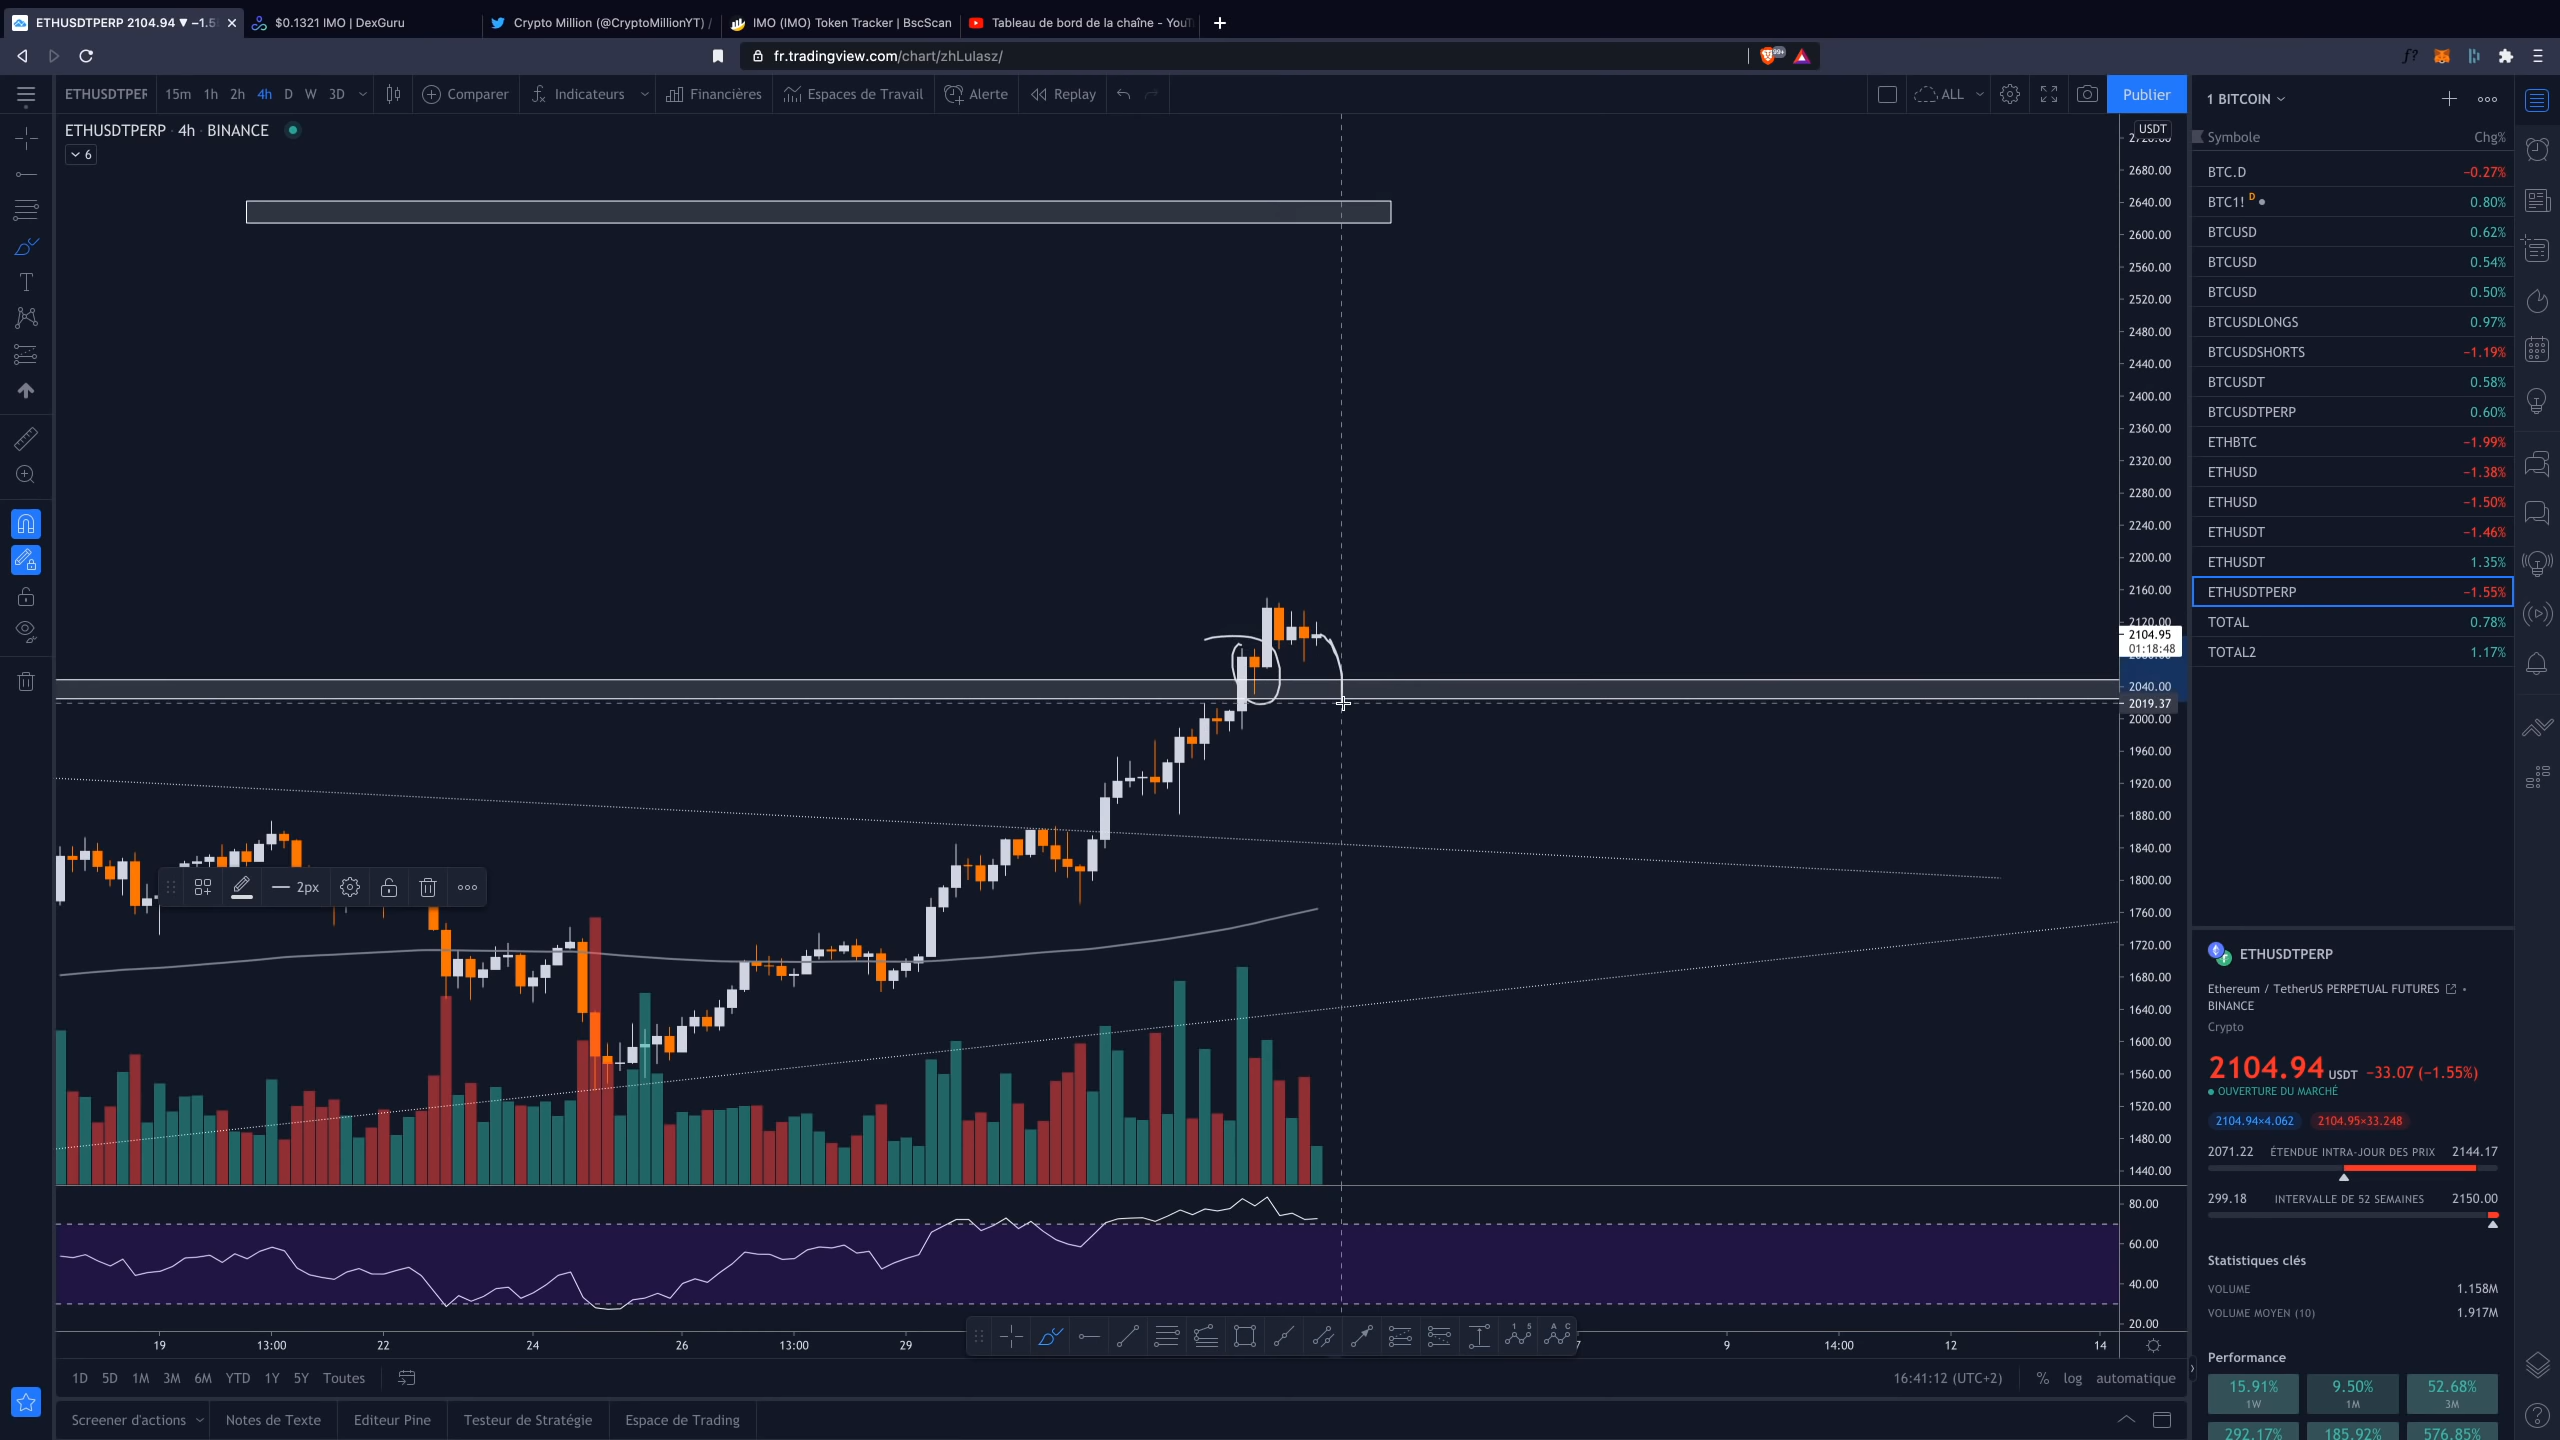 ETHUSDTPERP 2104.94 ▼ −1.5
$0.1321 IMO | DexGuru
Crypto Million (@CryptoMillionYT) /
IMO (IMO) Token Tracker | BscScan
Tableau de bord de la chaîne - YouT
fr.tradingview.com/chart/zhLulasz/
99+
f?
ETHUSDTPER
15m 1h 2h 4h D W 3D
Comparer
Indicateurs
Financières
Espaces de Travail
Alerte
Replay
ALL
Publier
1 BITCOIN
ETHUSDTPERP · 4h · BINANCE
6
USDT
Symbole Chg%
BTC.D −0.27%
BTC1! D 0.80%
BTCUSD 0.62%
BTCUSD 0.54%
BTCUSD 0.50%
BTCUSDLONGS 0.97%
BTCUSDSHORTS −1.19%
BTCUSDT 0.58%
BTCUSDTPERP 0.60%
ETHBTC −1.99%
ETHUSD −1.38%
ETHUSD −1.50%
ETHUSDT −1.46%
ETHUSDT 1.35%
ETHUSDTPERP −1.55%
TOTAL 0.78%
TOTAL2 1.17%
2720.00
2680.00
2640.00
2600.00
2560.00
2520.00
2480.00
2440.00
2400.00
2360.00
2320.00
2280.00
2240.00
2200.00
2160.00
2120.00
2104.95
01:18:48
2040.00
2019.37
2000.00
1960.00
1920.00
1880.00
1840.00
1800.00
1760.00
1720.00
1680.00
1640.00
1600.00
1560.00
1520.00
1480.00
1440.00
80.00
60.00
40.00
20.00
2px
ETHUSDTPERP
Ethereum / TetherUS PERPETUAL FUTURES
BINANCE
Crypto
2104.94 USDT −33.07 (−1.55%)
OUVERTURE DU MARCHÉ
2104.94×4.062 2104.95×33.248
2071.22 ÉTENDUE INTRA-JOUR DES PRIX 2144.17
299.18 INTERVALLE DE 52 SEMAINES 2150.00
Statistiques clés
VOLUME 1.158M
VOLUME MOYEN (10) 1.917M
Performance
15.91% 9.50% 52.68%
1W 1M 3M
292.17% 185.92% 576.85%
19 13:00 22 24 26 13:00 29 7 9 14:00 12 14
1D 5D 1M 3M 6M YTD 1Y 5Y Toutes
16:41:12 (UTC+2) % log automatique
Screener d'actions
Notes de Texte
Editeur Pine
Testeur de Stratégie
Espace de Trading